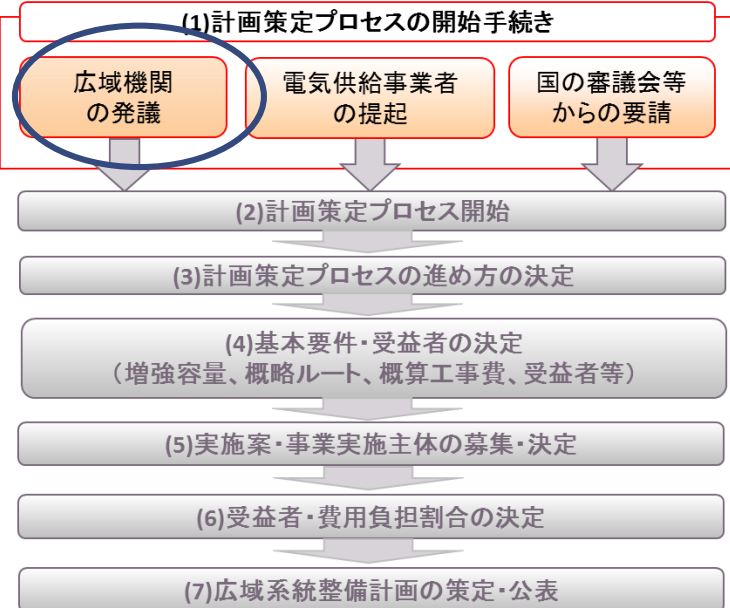 (1)計画策定プロセスの開始手続き
広域機関
の発議
電気供給事業者
の提起
国の審議会等
からの要請
(2)計画策定プロセス開始
(3)計画策定プロセスの進め方の決定
(4)基本要件・受益者の決定
（増強容量、概略ルート、概算工事費、受益者等）
(5)実施案・事業実施主体の募集・決定
(6)受益者・費用負担割合の決定
(7)広域系統整備計画の策定・公表